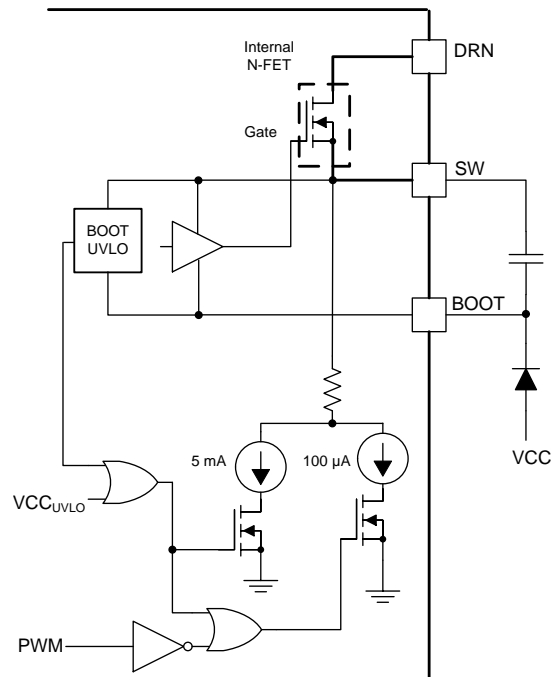 Internal
N-FET
DRN
Gate
SW
BOOT
UVLO
BOOT
5 mA
100 µA
VCC
VCCUVLO
PWM